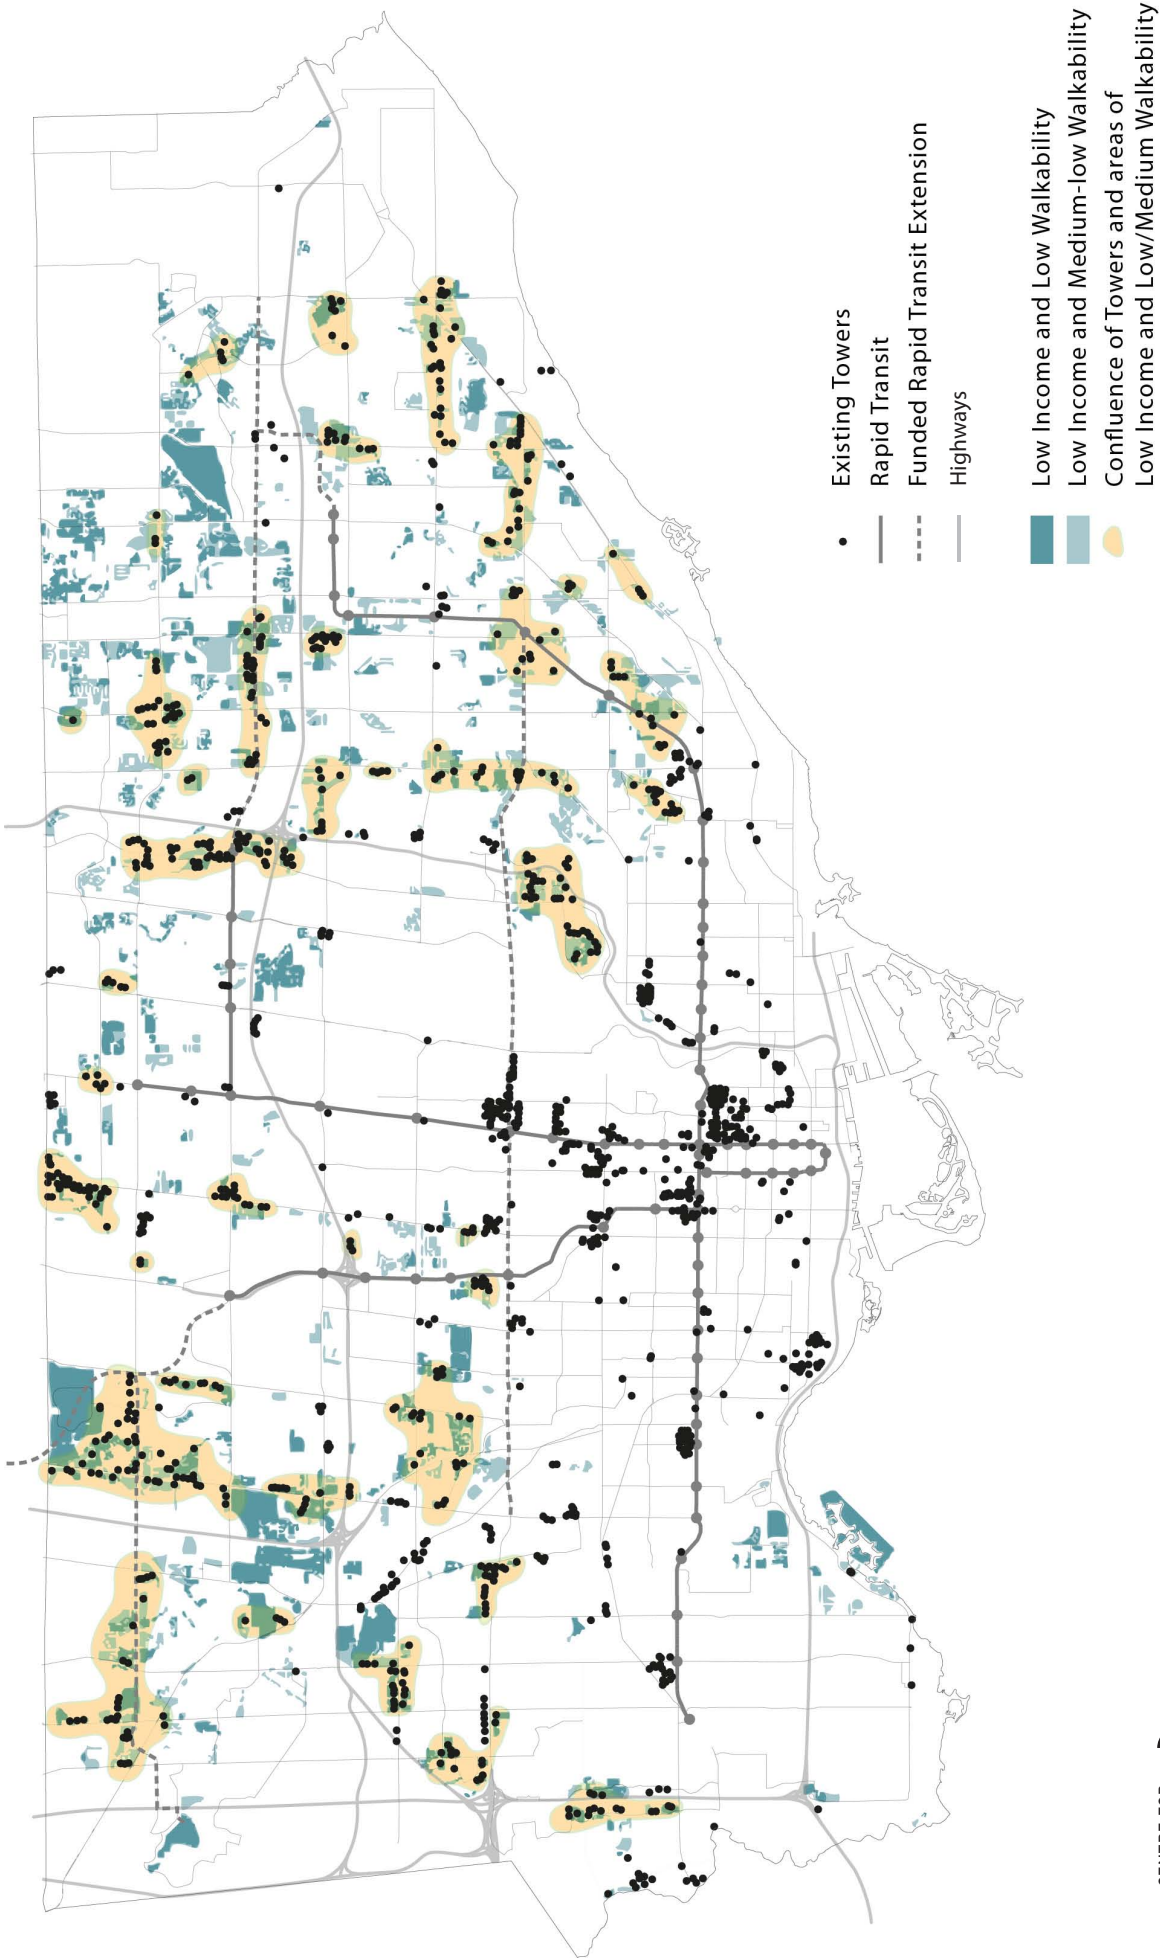 Existing Towers
Rapid Transit
Funded Rapid Transit Extension
Highways
Low Income and Low Walkability
Low Income and Medium-low Walkability
Confluence of Towers and areas of
Low Income and Low/Medium Walkability